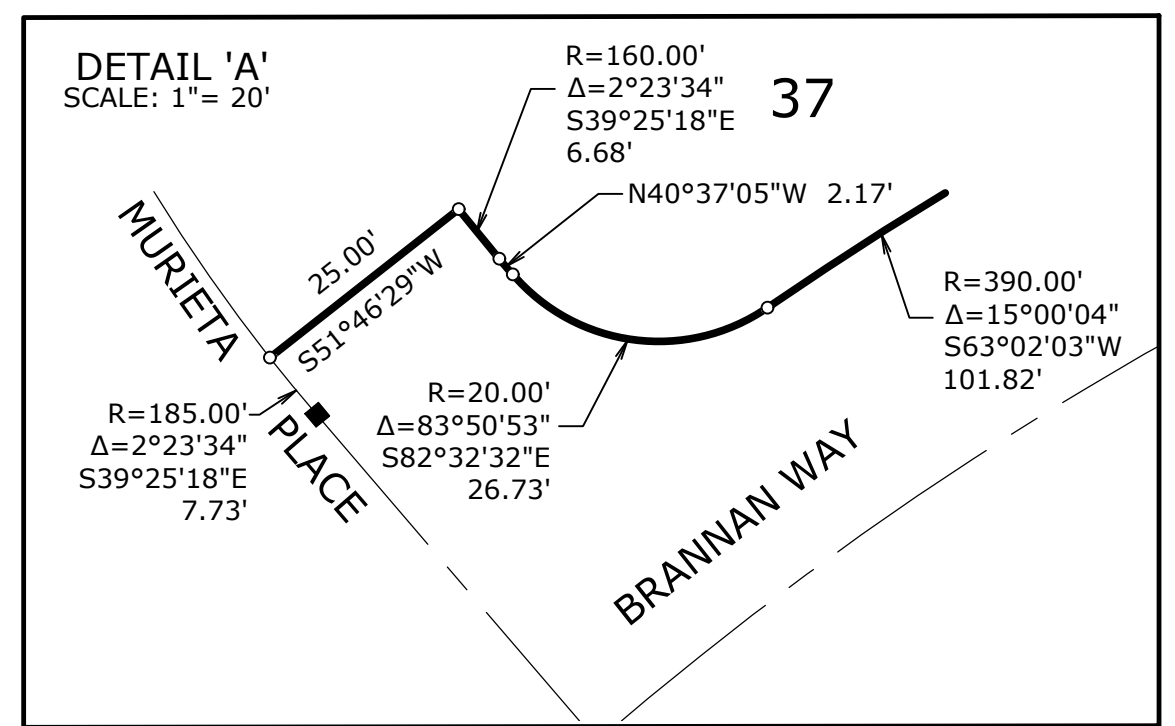 DETAIL 'A'
SCALE: 1"= 20'
R=160.00'
Δ=2°23'34"
S39°25'18"E
6.68'
37
N40°37'05"W 2.17'
MURIETA
PLACE
25.00'
S51°46'29"W
R=390.00'
Δ=15°00'04"
S63°02'03"W
101.82'
R=185.00'
Δ=2°23'34"
S39°25'18"E
7.73'
R=20.00'
Δ=83°50'53"
S82°32'32"E
26.73'
BRANNAN WAY